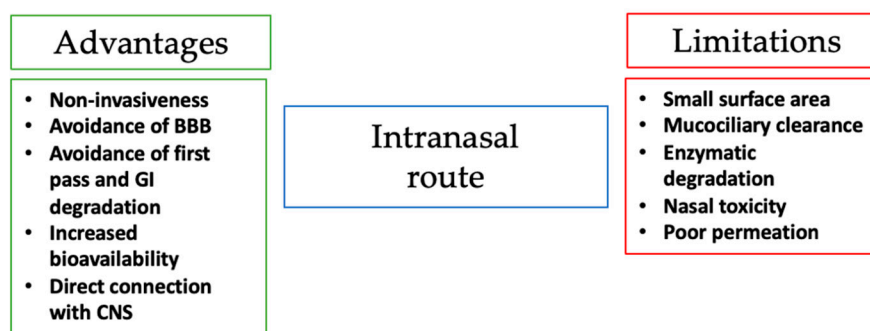 Advantages
• Non-invasiveness
• Avoidance of BBB
• Avoidance of first
pass and GI
degradation
• Increased
bioavailability
• Direct connection
with CNS
Intranasal
route
Limitations
• Small surface area
• Mucociliary clearance
• Enzymatic
degradation
• Nasal toxicity
• Poor permeation